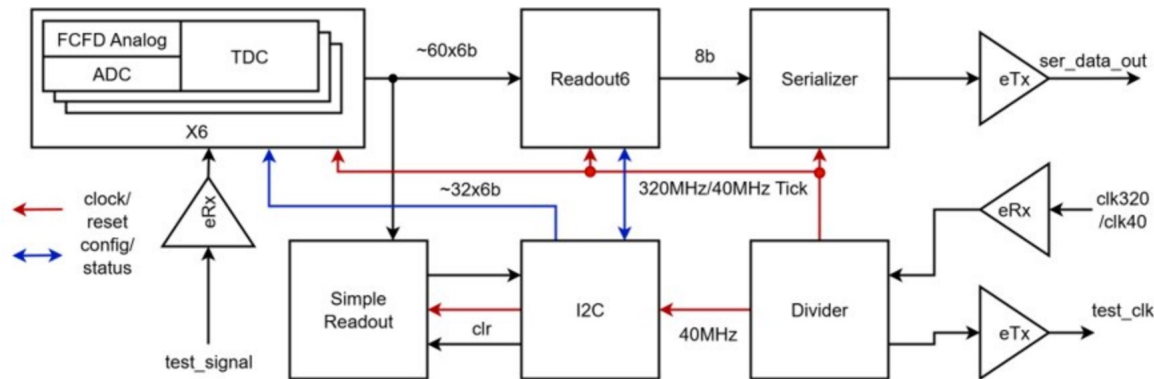 FCFD Analog
ADC
TDC
X6
~60x6b
Readout6
8b
Serializer
eTx
ser_data_out
clock/
reset
config/
status
eRx
test_signal
~32x6b
320MHz/40MHz Tick
eRx
clk320
/clk40
Simple
Readout
clr
I2C
40MHz
Divider
eTx
test_clk